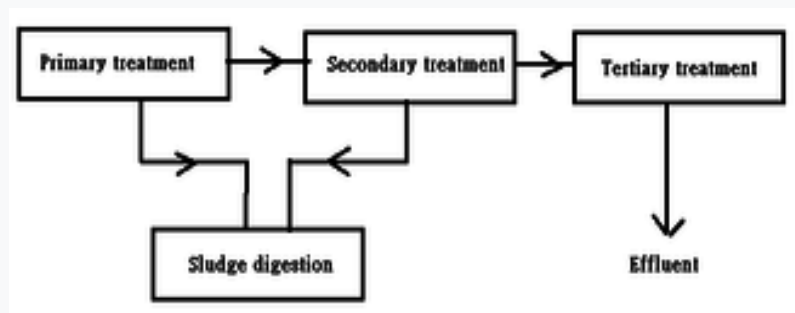 Primary treatment
Secondary treatment
Tertiary treatment
Sludge digestion
Effluent